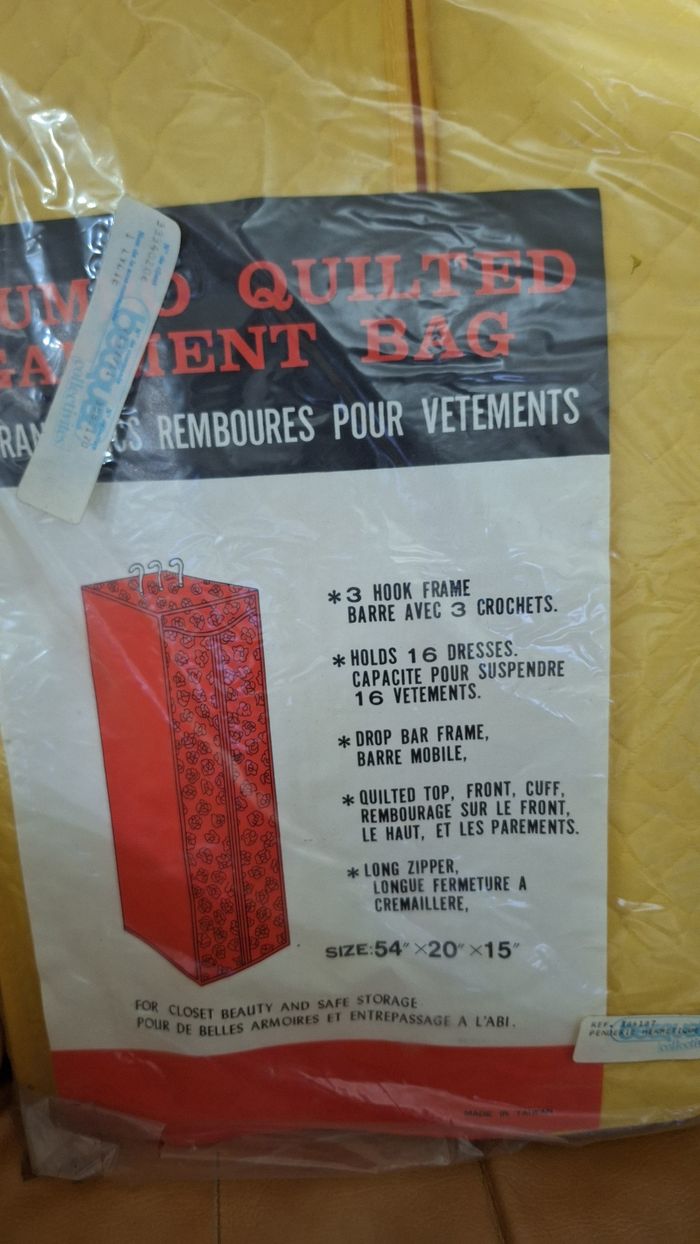 QUILTED
BAG
REMBOURES POUR VETEMENTS
*3 HOOK FRAME
BARRE AVEC 3 CROCHETS.
*HOLDS 16 DRESSES.
CAPACITE POUR SUSPENDRE
16 VETEMENTS.
*DROP BAR FRAME,
BARRE MOBILE,
*QUILTED TOP, FRONT, CUFF,
REMBOURAGE SUR LE FRONT,
LE HAUT, ET LES PAREMENTS.
*LONG ZIPPER,
LONGUE FERMETURE A
CREMAILLERE,
SIZE:54"×20"×15"
FOR CLOSET BEAUTY AND SAFE STORAGE
POUR DE BELLES ARMOIRES ET ENTREPASSAGE A L'ABI.
MADE IN TAIWAN
REF.
PENDERIE